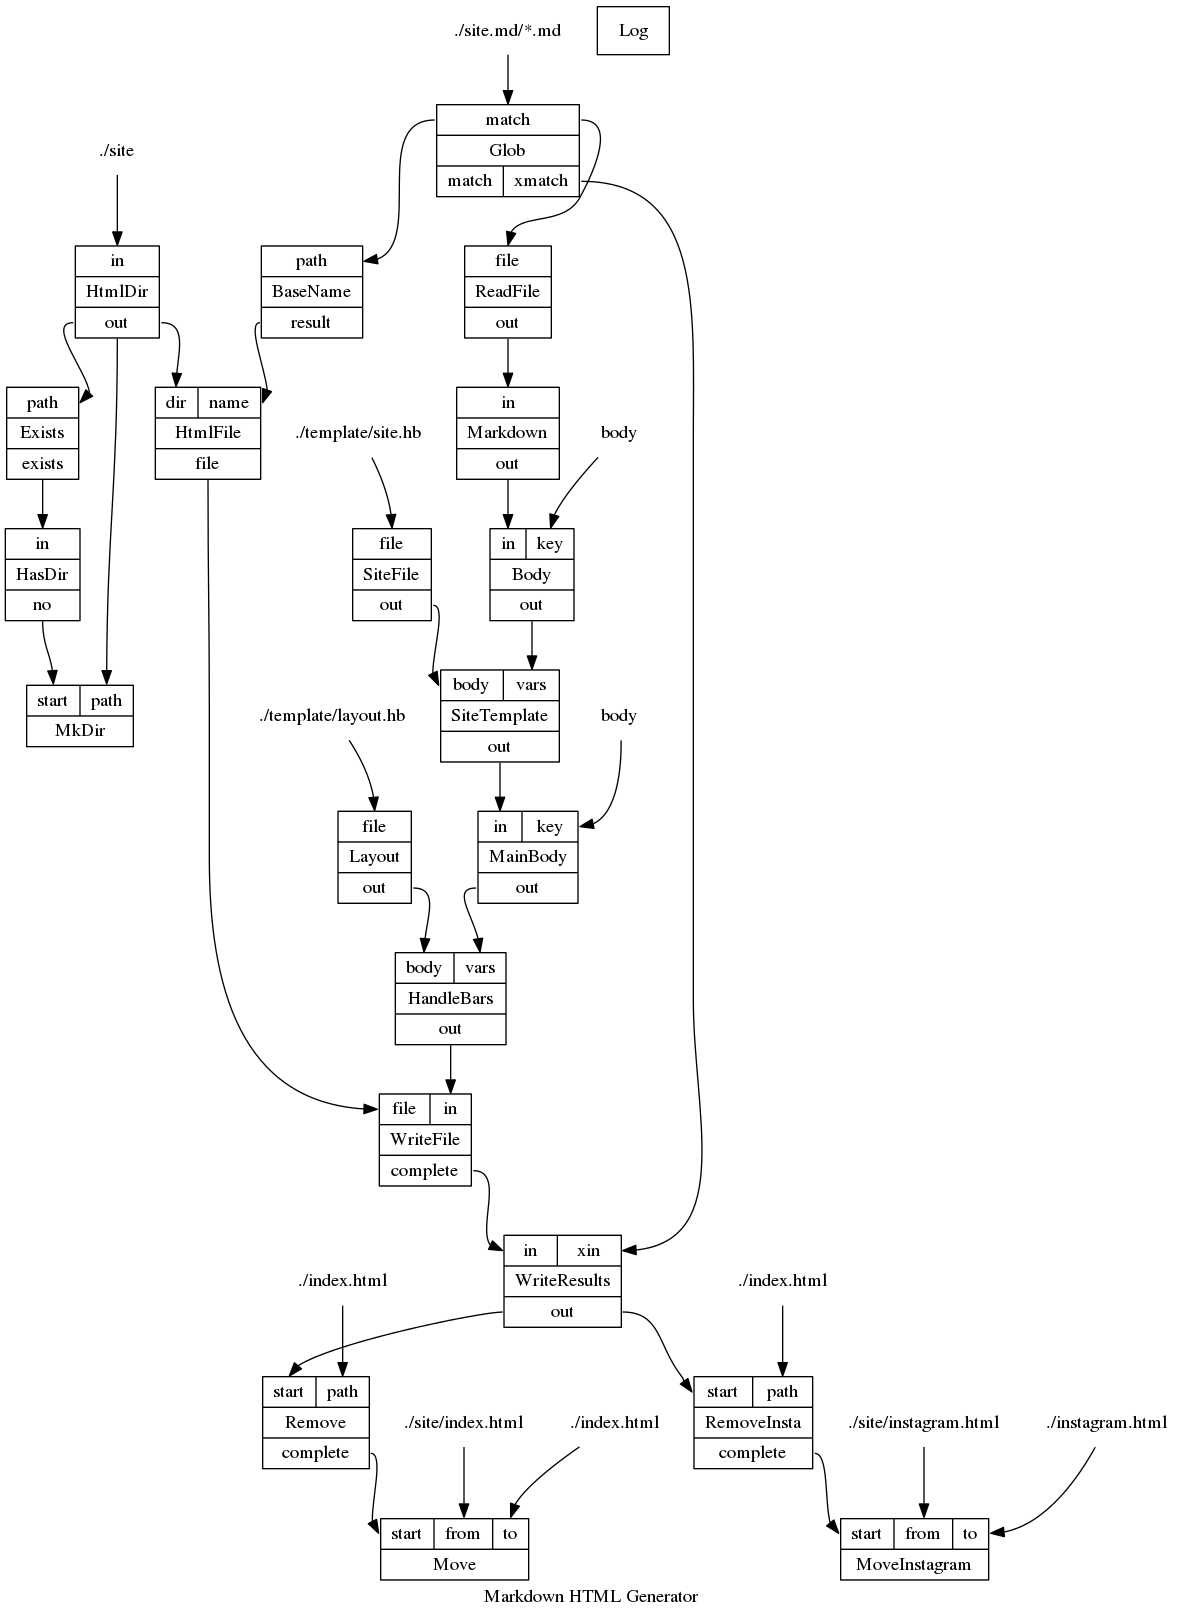 ./site.md/*.md
Log
match
Glob
match xmatch
./site
in
HtmlDir
out
path
BaseName
result
file
ReadFile
out
path
Exists
exists
dir name
HtmlFile
file
./template/site.hb
in
Markdown
out
body
in
HasDir
no
file
SiteFile
out
in key
Body
out
start path
MkDir
./template/layout.hb
body vars
SiteTemplate
out
body
file
Layout
out
in key
MainBody
out
body vars
HandleBars
out
file in
WriteFile
complete
in xin
WriteResults
out
./index.html
./index.html
start path
Remove
complete
./site/index.html
./index.html
start path
RemoveInsta
complete
./site/instagram.html
./instagram.html
start from to
Move
start from to
MoveInstagram
Markdown HTML Generator